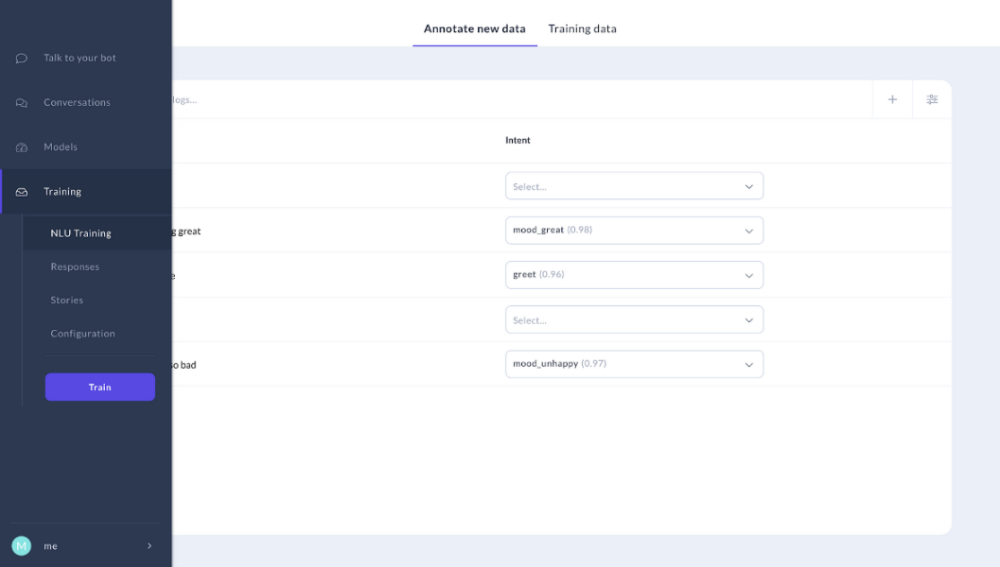 Annotate new data
Training data
Talk to your bot
Conversations
Models
Training
NLU Training
Responses
Stories
Configuration
Train
M
me
logs...
Intent
Select...
g great
mood_great (0.98)
e
greet (0.96)
Select...
so bad
mood_unhappy (0.97)